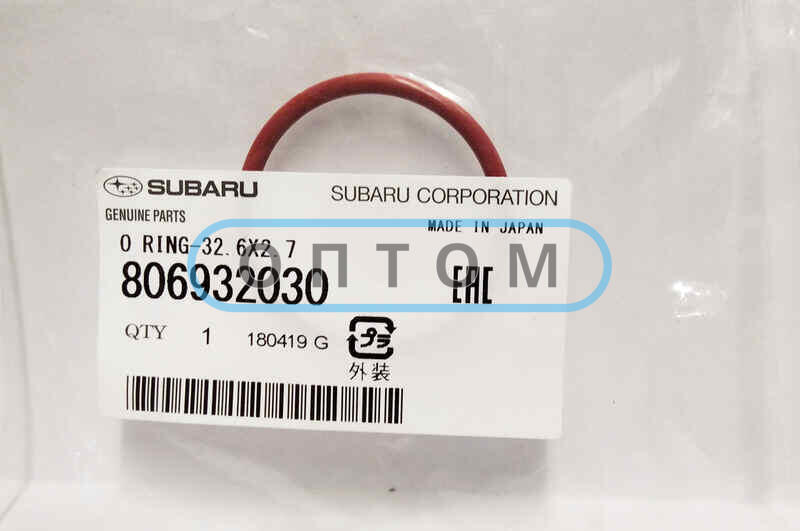 SUBARU
SUBARU CORPORATION
GENUINE PARTS
MADE IN JAPAN
O RING-32.6X2.7
806932030
ОПТОМ
EAC
QTY 1 180419 G
プラ
外装